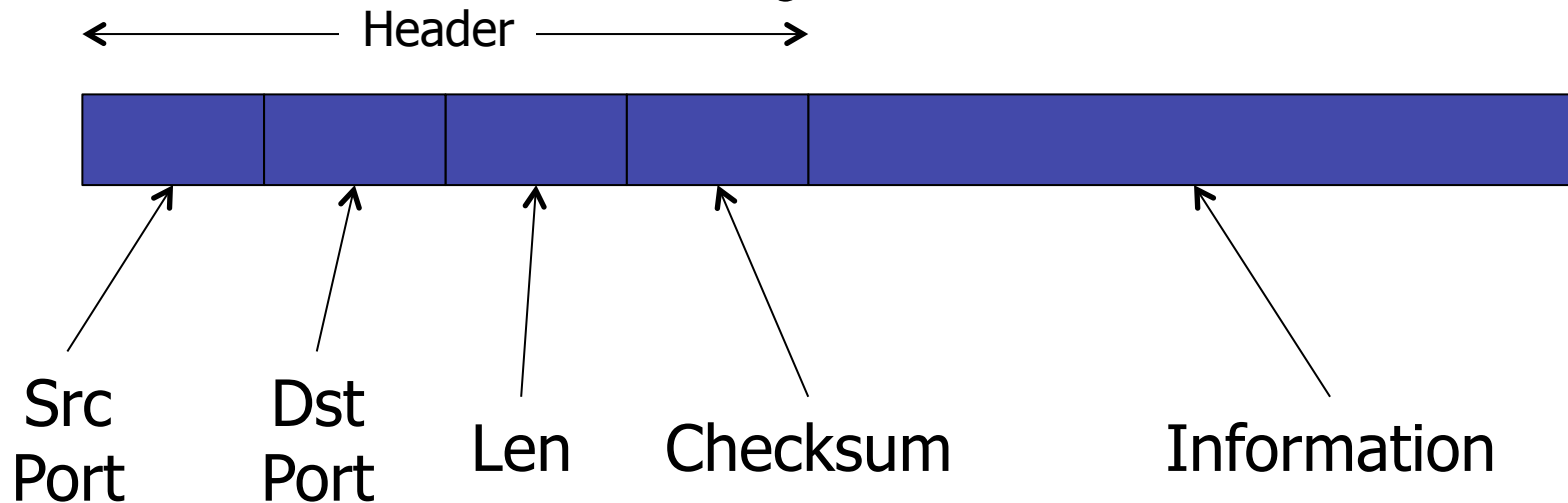 Header
Src
Port
Dst
Port
Len
Checksum
Information